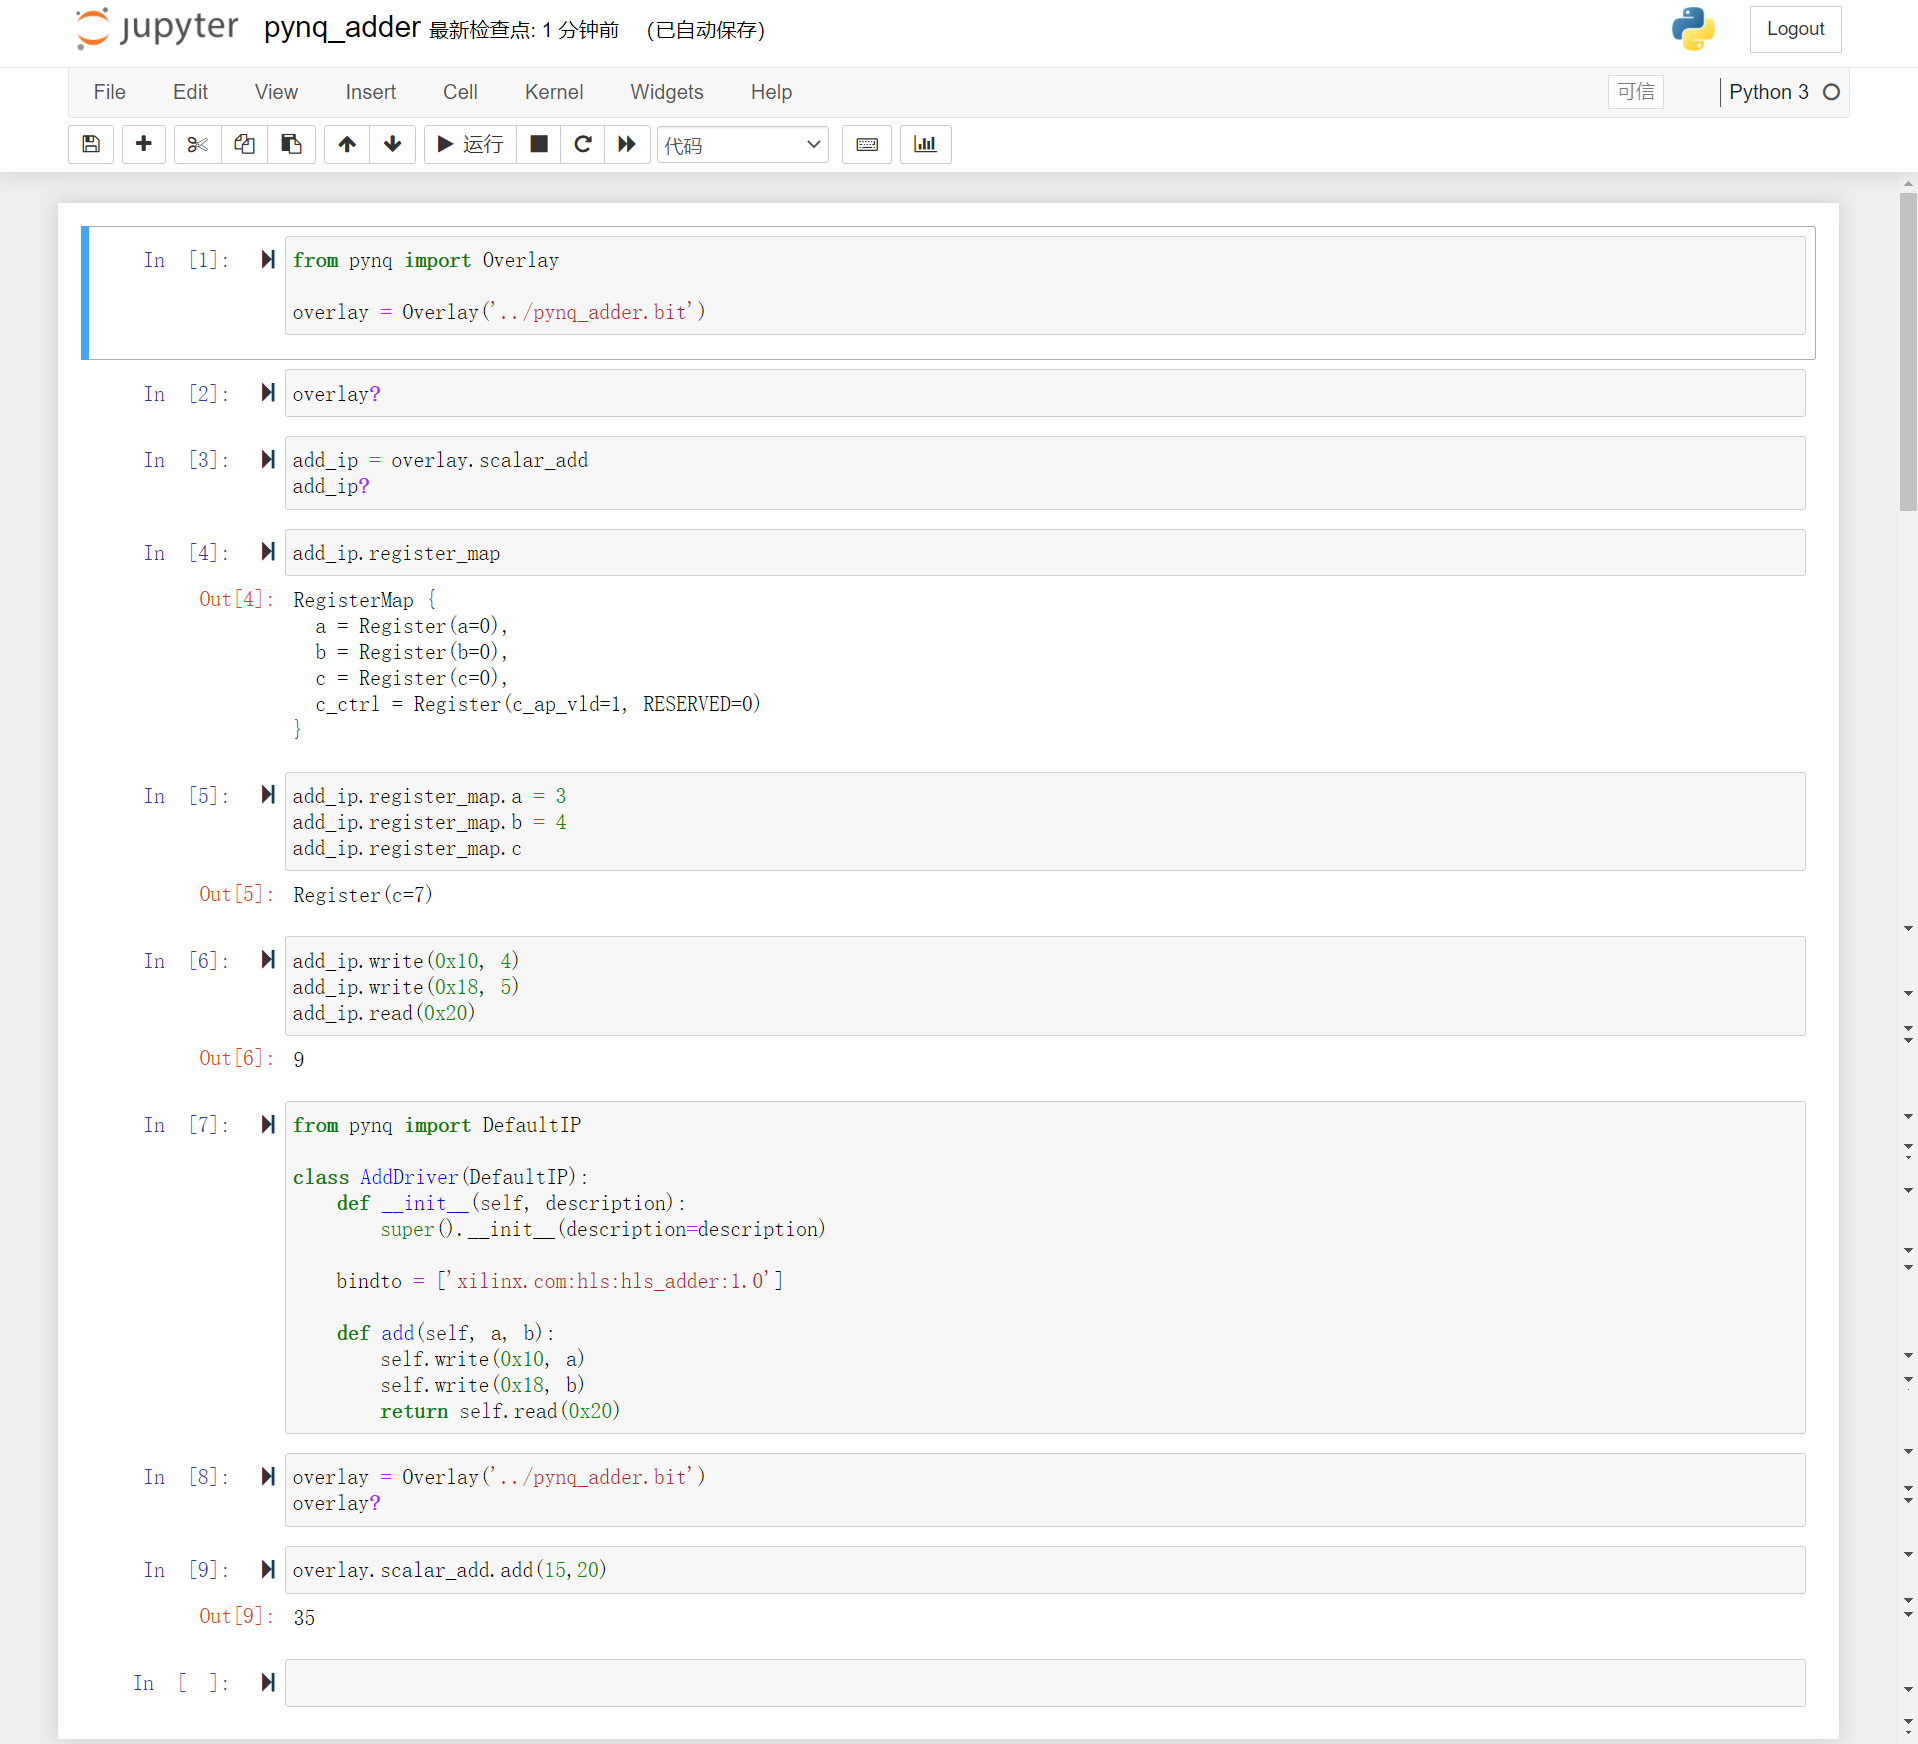 jupyter pynq_adder 最新检查点: 1 分钟前 (已自动保存) Logout
File Edit View Insert Cell Kernel Widgets Help 可信 Python 3
运行 代码
In [1]: from pynq import Overlay
overlay = Overlay('../pynq_adder.bit')
In [2]: overlay?
In [3]: add_ip = overlay.scalar_add
add_ip?
In [4]: add_ip.register_map
Out[4]: RegisterMap {
  a = Register(a=0),
  b = Register(b=0),
  c = Register(c=0),
  c_ctrl = Register(c_ap_vld=1, RESERVED=0)
}
In [5]: add_ip.register_map.a = 3
add_ip.register_map.b = 4
add_ip.register_map.c
Out[5]: Register(c=7)
In [6]: add_ip.write(0x10, 4)
add_ip.write(0x18, 5)
add_ip.read(0x20)
Out[6]: 9
In [7]: from pynq import DefaultIP
class AddDriver(DefaultIP):
    def __init__(self, description):
        super().__init__(description=description)
    bindto = ['xilinx.com:hls:hls_adder:1.0']
    def add(self, a, b):
        self.write(0x10, a)
        self.write(0x18, b)
        return self.read(0x20)
In [8]: overlay = Overlay('../pynq_adder.bit')
overlay?
In [9]: overlay.scalar_add.add(15,20)
Out[9]: 35
In [ ]: